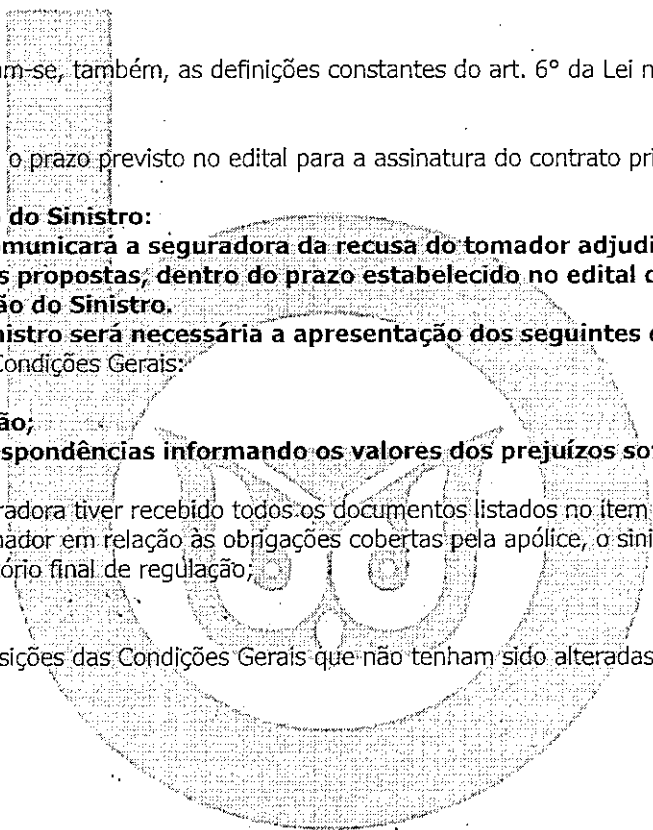 m-se, também, as definições constantes do art. 6º da Lei n
o prazo previsto no edital para a assinatura do contrato pri
do Sinistro:
omunicará a seguradora da recusa do tomador adjudi
s propostas, dentro do prazo estabelecido no edital
ão do Sinistro.
nistro será necessária a apresentação dos seguintes
Condições Gerais:
ão;
spondências informando os valores dos prejuízos so
radora tiver recebido todos os documentos listados no item
nador em relação às obrigações cobertas pela apólice, o sini
ório final de regulação;
sições das Condições Gerais que não tenham sido alteradas